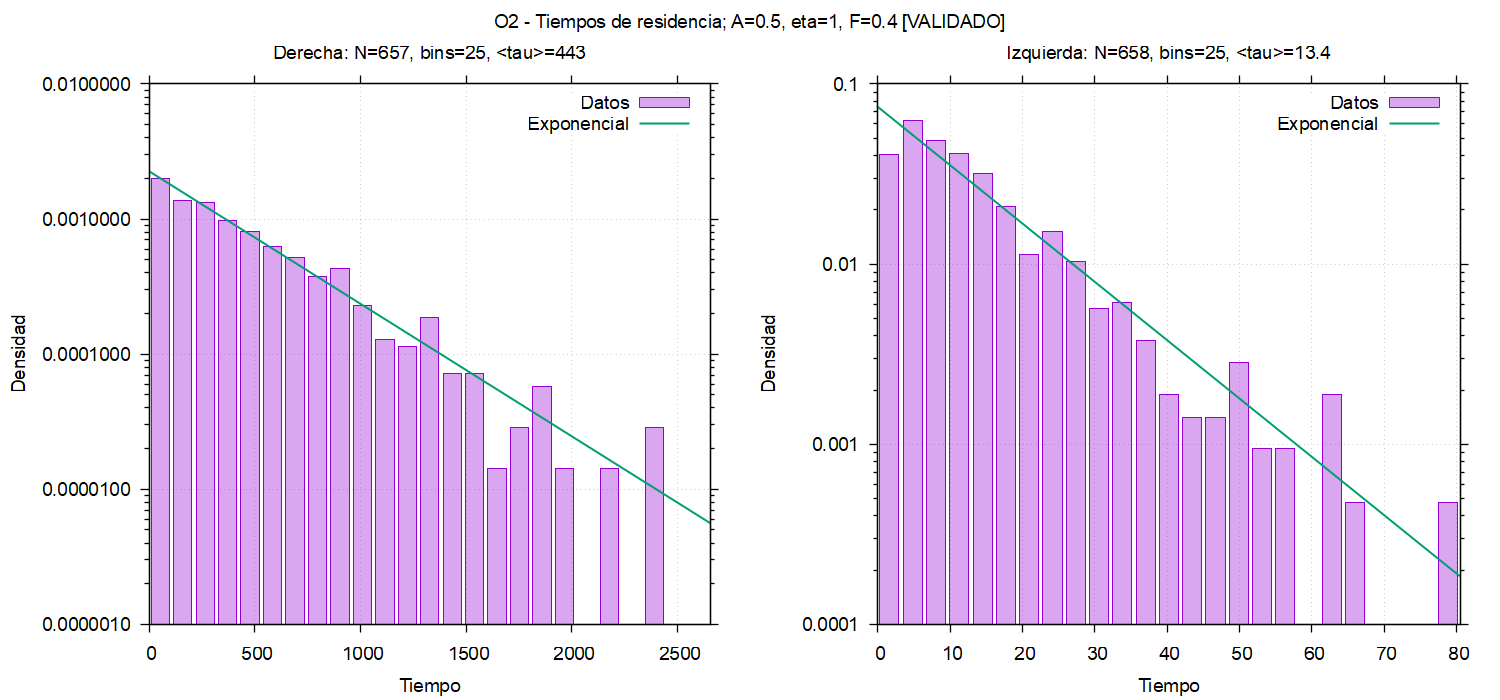 O2 - Tiempos de residencia; A=0.5, eta=1, F=0.4 [VALIDADO]
Derecha: N=657, bins=25, <tau>=443
Datos
Exponencial
0.0100000
0.0010000
0.0001000
0.0000100
0.0000010
Densidad
0 500 1000 1500 2000 2500
Tiempo
Izquierda: N=658, bins=25, <tau>=13.4
Datos
Exponencial
0.1
0.01
0.001
0.0001
Densidad
0 10 20 30 40 50 60 70 80
Tiempo